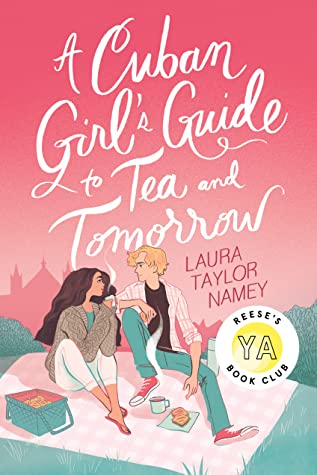 A Cuban
Girl's Guide
to Tea and
Tomorrow
LAURA
TAYLOR
NAMEY
REESE'S
YA
BOOK CLUB